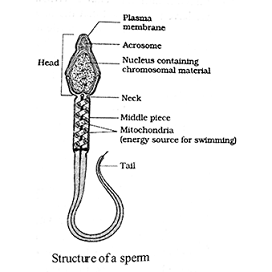 Plasma
membrane
Acrosome
Head
Nucleus containing
chromosomal material
Neck
Middle piece
Mitochondria
(energy source for swimming)
Tail
Structure of a sperm